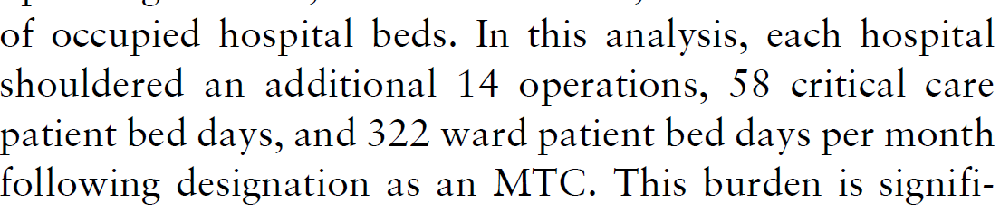 of occupied hospital beds. In this analysis, each hospital
shouldered an additional 14 operations, 58 critical care
patient bed days, and 322 ward patient bed days per month
following designation as an MTC. This burden is signifi-